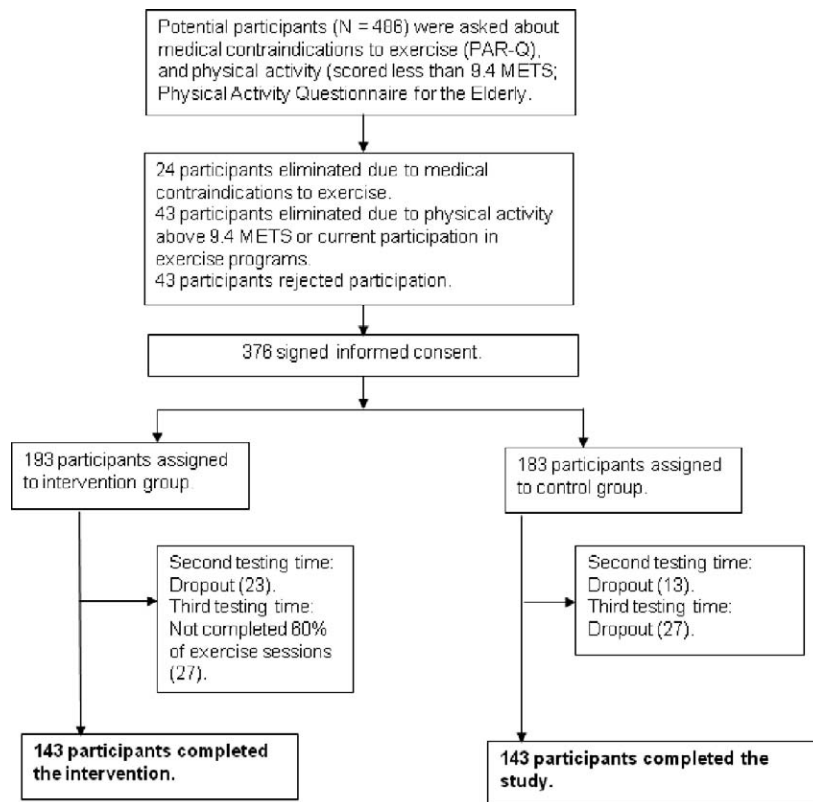 Potential participants (N = 486) were asked about
medical contraindications to exercise (PAR-Q),
and physical activity (scored less than 9.4 METS;
Physical Activity Questionnaire for the Elderly.
24 participants eliminated due to medical
contraindications to exercise.
43 participants eliminated due to physical activity
above 9.4 METS or current participation in
exercise programs.
43 participants rejected participation.
376 signed informed consent.
193 participants assigned
to intervention group.
183 participants assigned
to control group.
Second testing time:
Dropout (23).
Third testing time:
Not completed 60%
of exercise sessions
(27).
Second testing time:
Dropout (13).
Third testing time:
Dropout (27).
143 participants completed
the intervention.
143 participants completed the
study.